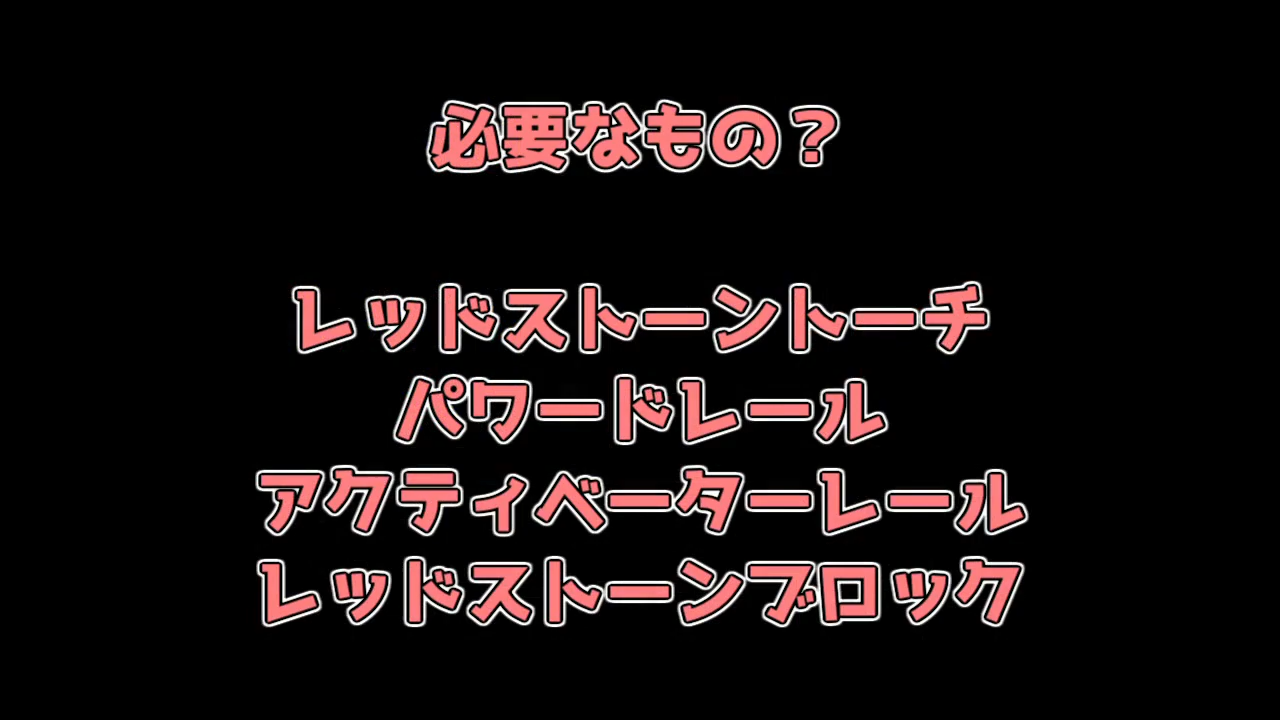 必要なもの？
レッドストーントーチ
パワードレール
アクティベーターレール
レッドストーンブロック